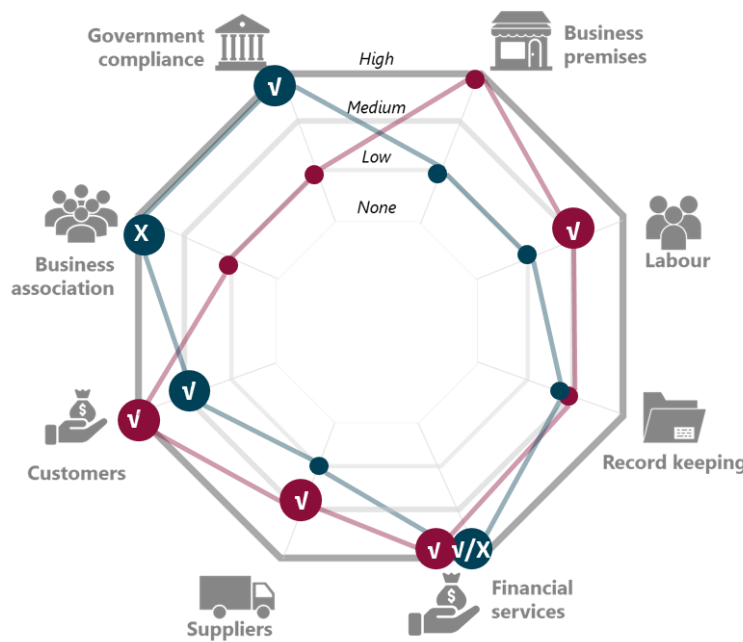 Government
compliance
Business
premises
High
Medium
Low
None
√
√
X
Business
association
Labour
√
√
Customers
Record keeping
√
√
√/X
Suppliers
Financial
services
$
$